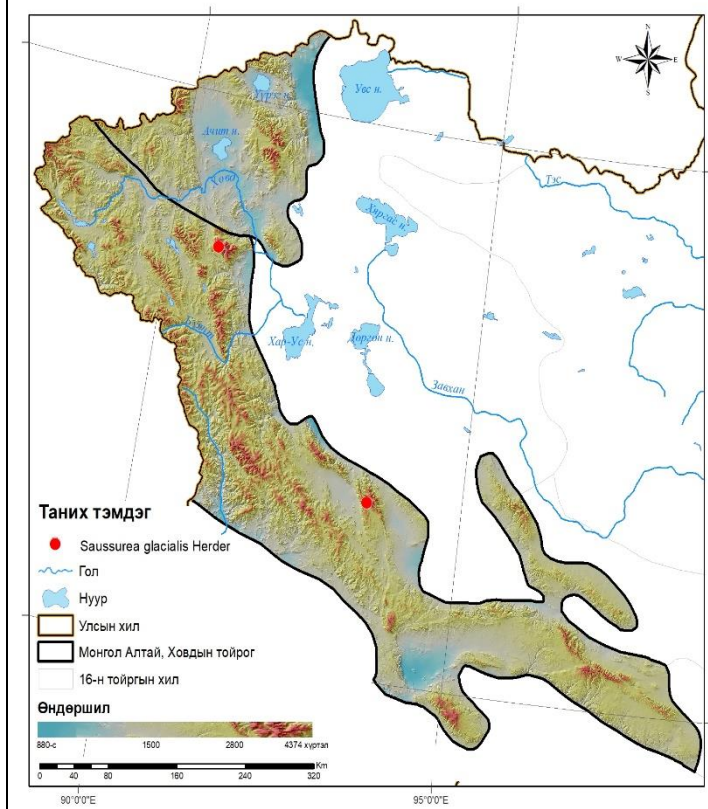 N
W E
S
Увс н.
Үүрэг н.
Ачит н.
Ховд
Тэс
Хяргас н.
Буянт
Хар-Ус н.
Дөргөн н.
Завхан
Таних тэмдэг
Saussurea glacialis Herder
Гол
Нуур
Улсын хил
Монгол Алтай, Ховдын тойрог
16-н тойргын хил
Өндөршил
880-с 1500 2800 4374 хүртэл
Km
0 40 80 160 240 320
90°0'0"E 95°0'0"E